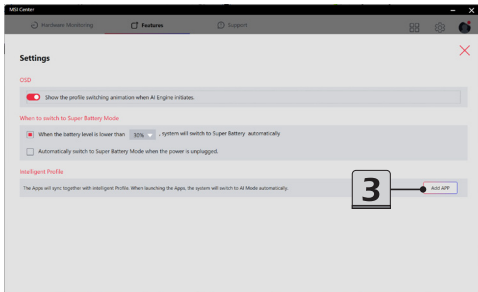 MSI Center
Hardware Monitoring Features Support
Settings
OSD
Show the profile switching animation when AI Engine initiates.
When to switch to Super Battery Mode
When the battery level is lower than 30% , system will switch to Super Battery automatically
Automatically switch to Super Battery Mode when the power is unplugged.
Intelligent Profile
The Apps will sync together with Intelligent Profile. When launching the Apps, the system will switch to AI Mode automatically.
3
Add APP